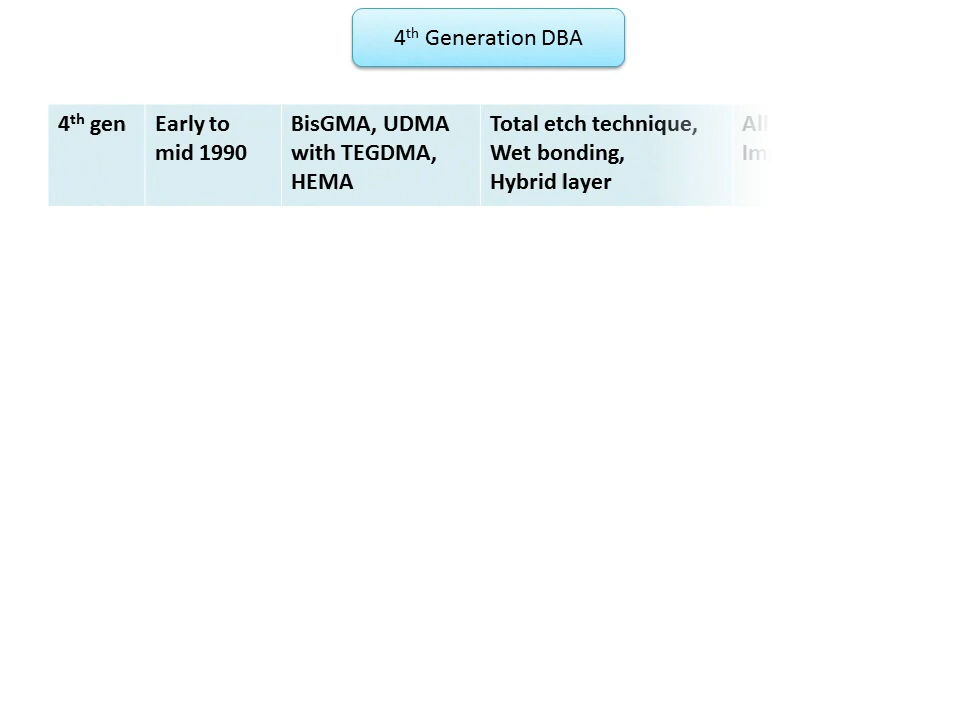 4th Generation DBA
4th gen
Early to
mid 1990
BisGMA, UDMA
with TEGDMA,
HEMA
Total etch technique,
Wet bonding,
Hybrid layer